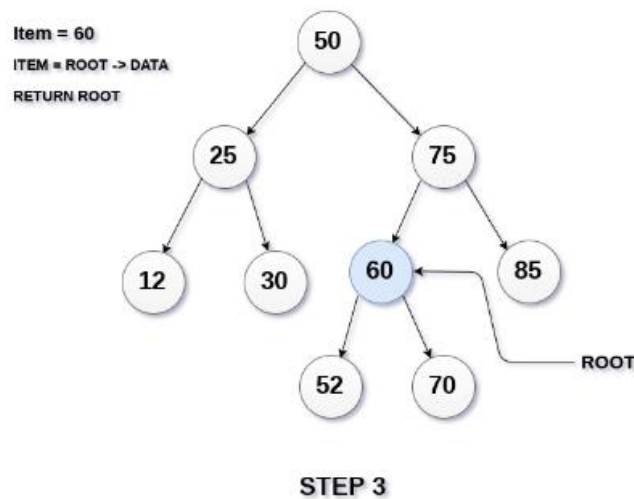 Item = 60
ITEM = ROOT -> DATA
RETURN ROOT
50
25
75
12
30
60
85
52
70
ROOT
STEP 3